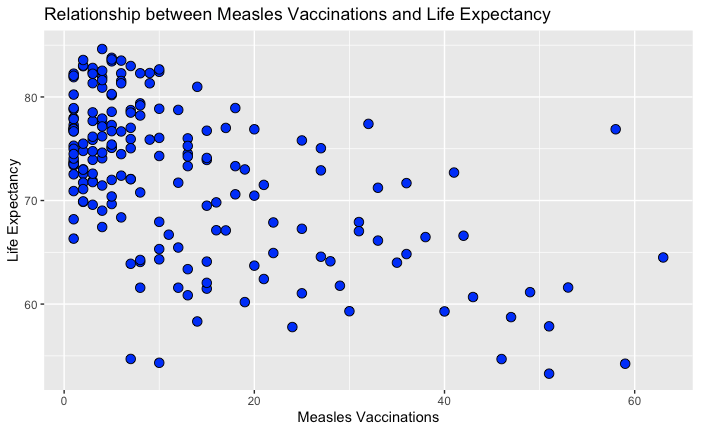 Relationship between Measles Vaccinations and Life Expectancy
Life Expectancy
80
70
60
0 20 40 60
Measles Vaccinations